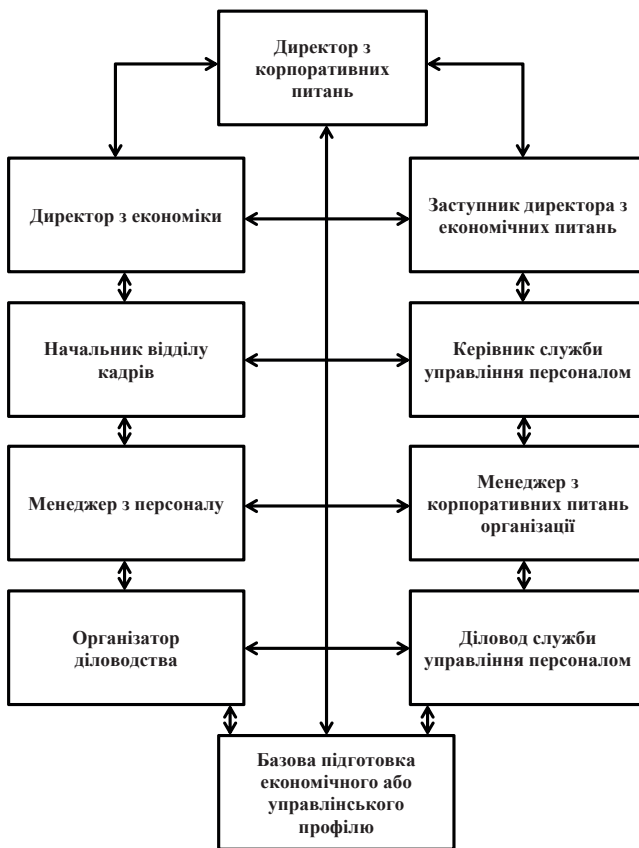 Директор з
корпоративних
питань
Директор з економіки
Заступник директора з
економічних питань
Начальник відділу
кадрів
Керівник служби
управління персоналом
Менеджер з персоналу
Менеджер з
корпоративних питань
організації
Організатор
діловодства
Діловод служби
управління персоналом
Базова підготовка
економічного або
управлінського
профілю